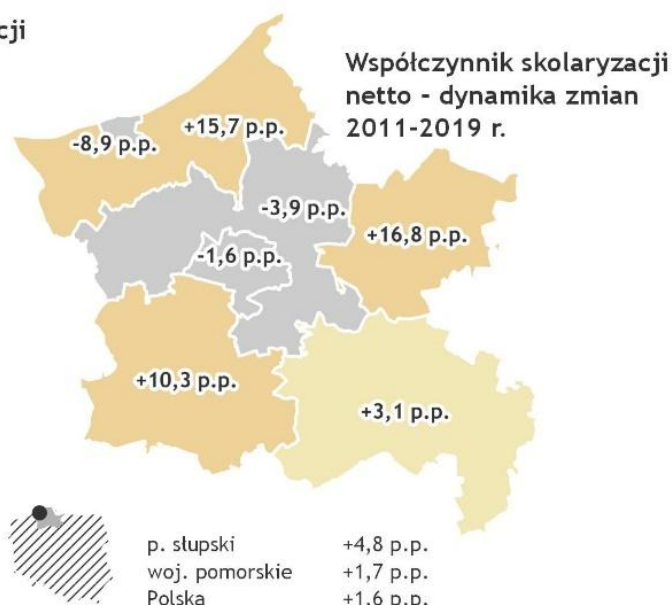 cji
Współczynnik skolaryzacji
netto - dynamika zmian
2011-2019 r.
+15,7 p.p.
-8,9 p.p.
-3,9 p.p.
+16,8 p.p.
-1,6 p.p.
+10,3 p.p.
+3,1 p.p.
p. słupski +4,8 p.p.
woj. pomorskie +1,7 p.p.
Polska +1,6 p.p.